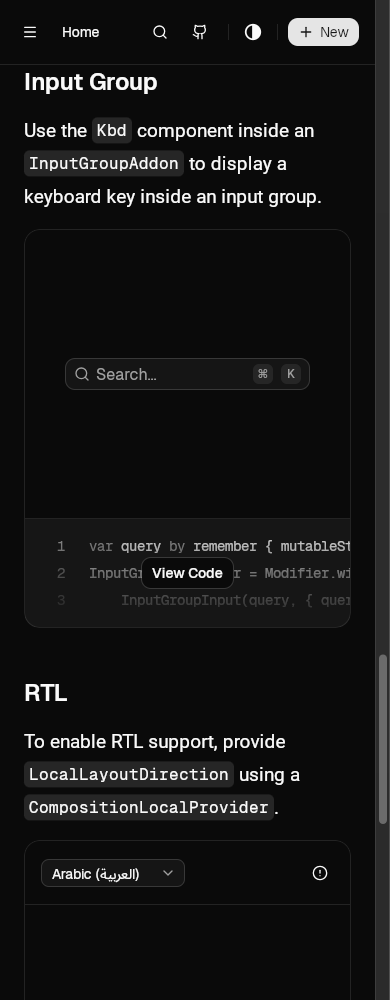 Home
New
Input Group
Use the Kbd component inside an
InputGroupAddon to display a
keyboard key inside an input group.
Search...
⌘ K
1 var query by remember { mutableSt
2 InputGr r = Modifier.wi
View Code
3 InputGroupInput(query, { quer
RTL
To enable RTL support, provide
LocalLayoutDirection using a
CompositionLocalProvider.
Arabic (العربية)